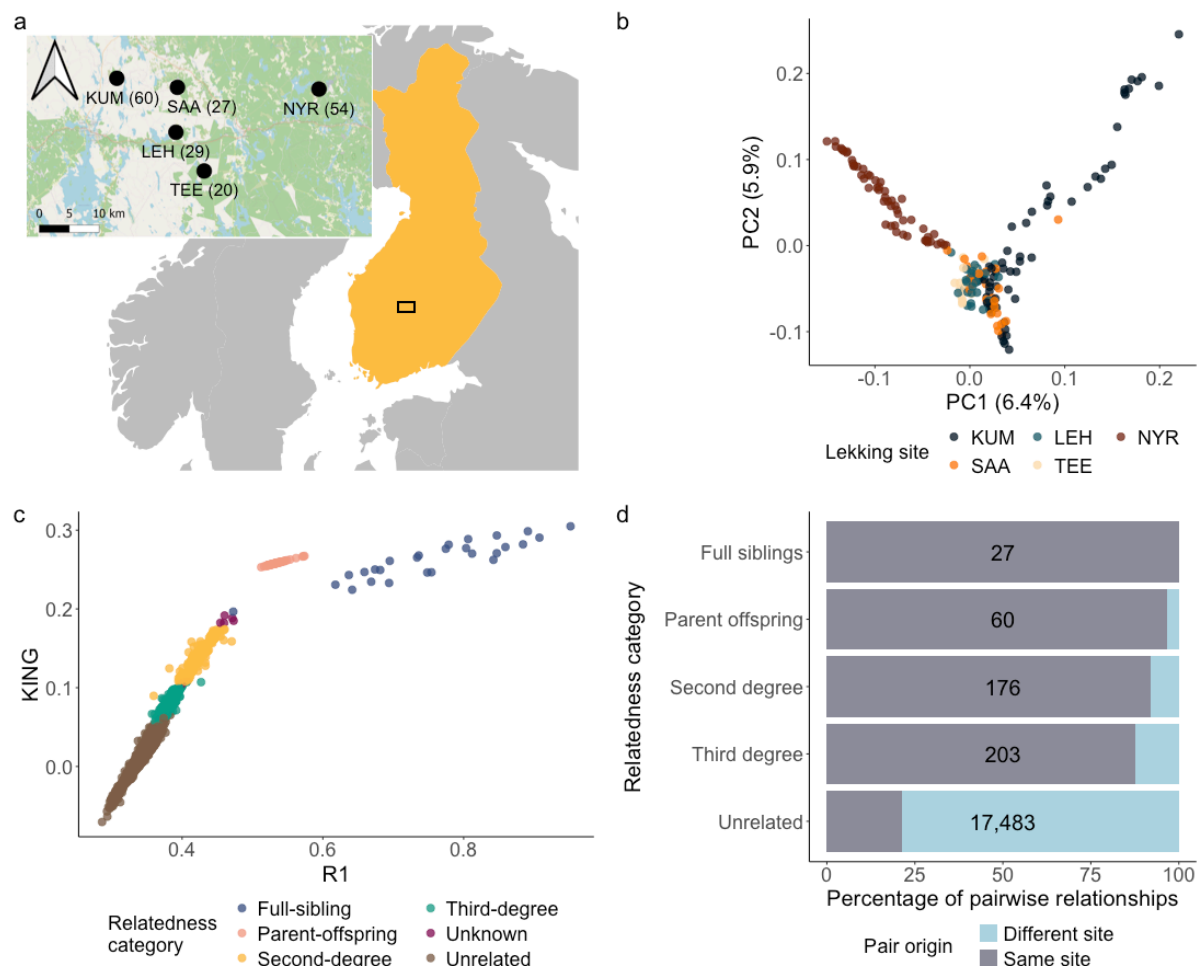 a
KUM (60)
SAA (27)
NYR (54)
LEH (29)
TEE (20)
0 5 10 km
b
PC2 (5.9%)
0.2
0.1
0.0
-0.1
-0.1 0.0 0.1 0.2
PC1 (6.4%)
Lekking site
KUM LEH NYR
SAA TEE
c
KING
0.3
0.2
0.1
0.0
0.4 0.6 0.8
R1
Relatedness
category
Full-sibling Third-degree
Parent-offspring Unknown
Second-degree Unrelated
d
Relatedness category
Full siblings 27
Parent offspring 60
Second degree 176
Third degree 203
Unrelated 17,483
0 25 50 75 100
Percentage of pairwise relationships
Pair origin
Different site
Same site